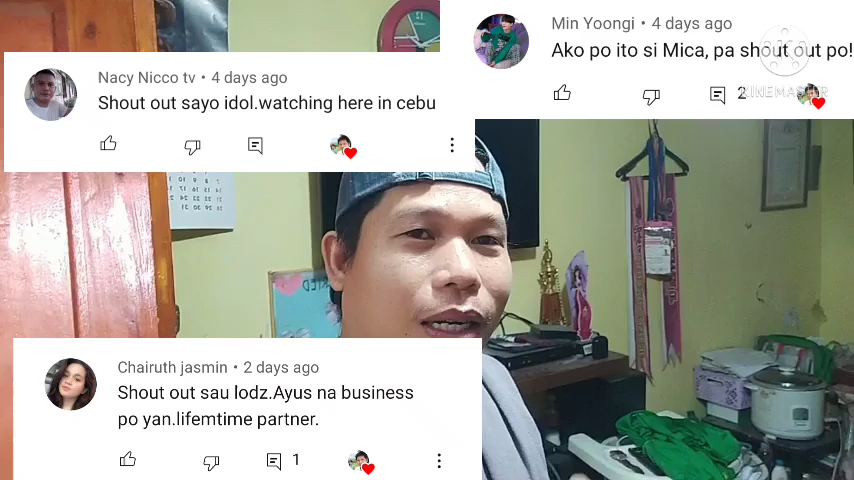 Min Yoongi • 4 days ago
Ako po ito si Mica, pa shout out po!
2
KINEMASTER
Nacy Nicco tv • 4 days ago
Shout out sayo idol.watching here in cebu
Chairuth jasmin • 2 days ago
Shout out sau lodz.Ayus na business
po yan.lifemtime partner.
1